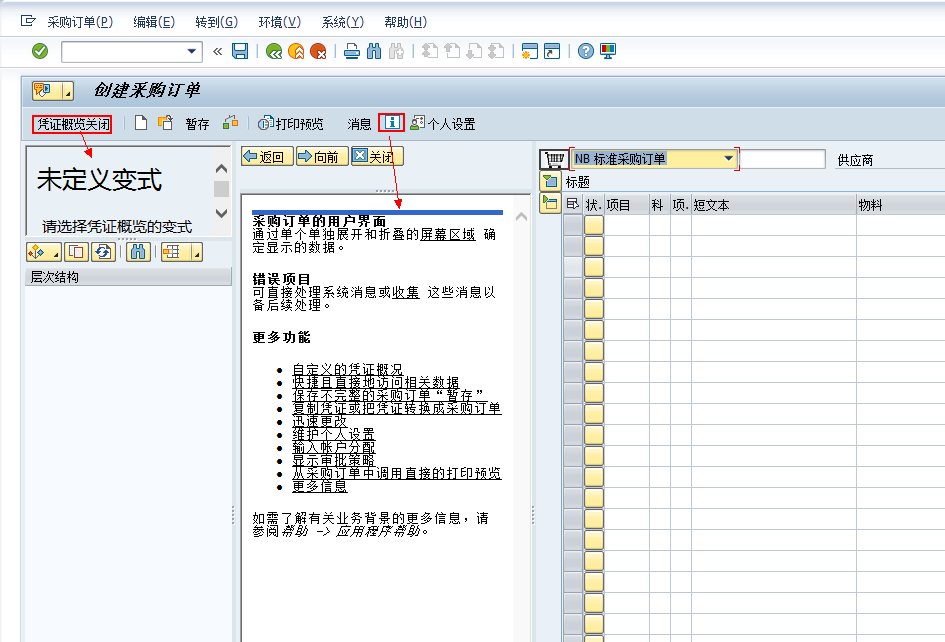 采购订单(P) 编辑(E) 转到(G) 环境(V) 系统(Y) 帮助(H)
«
创建采购订单
凭证概览关闭 暂存 打印预览 消息 个人设置
未定义变式
请选择凭证概览的变式
层次结构
返回 向前 关闭
采购订单的用户界面
通过单个单独展开和折叠的屏幕区域 确
定显示的数据。
错误项目
可直接处理系统消息或收集 这些消息以
备后续处理。
更多功能
• 自定义的凭证概况
• 快捷且直接地访问相关数据
• 保存不完整的采购订单“暂存”
• 复制凭证或把凭证转换成采购订单
• 迅速更改
• 维护个人设置
• 输入帐户分配
• 显示审批策略
• 从采购订单中调用直接的打印预览
• 更多信息
如需了解有关业务背景的更多信息，请
参阅帮助 -> 应用程序帮助。
NB 标准采购订单 供应商
标题
状. 项目 科 项. 短文本 物料